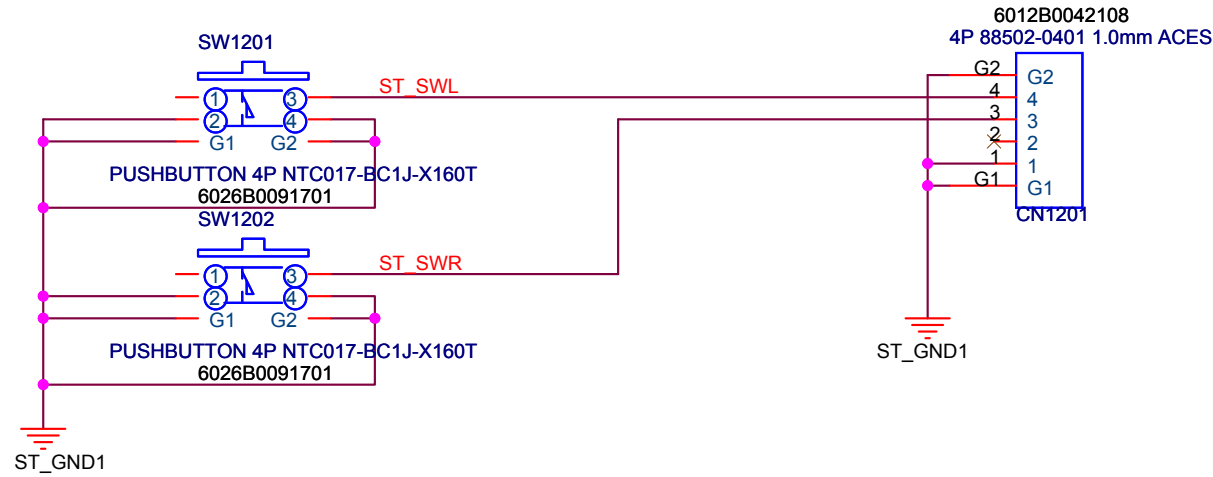 6012B0042108
4P 88502-0401 1.0mm ACES
SW1201
1
3
ST_SWL
2
4
G1
G2
PUSHBUTTON 4P NTC017-BC1J-X160T
6026B0091701
SW1202
1
3
ST_SWR
2
4
G1
G2
PUSHBUTTON 4P NTC017-BC1J-X160T
6026B0091701
ST_GND1
G2 G2
4 4
3 3
2 2
1 1
G1 G1
CN1201
ST_GND1